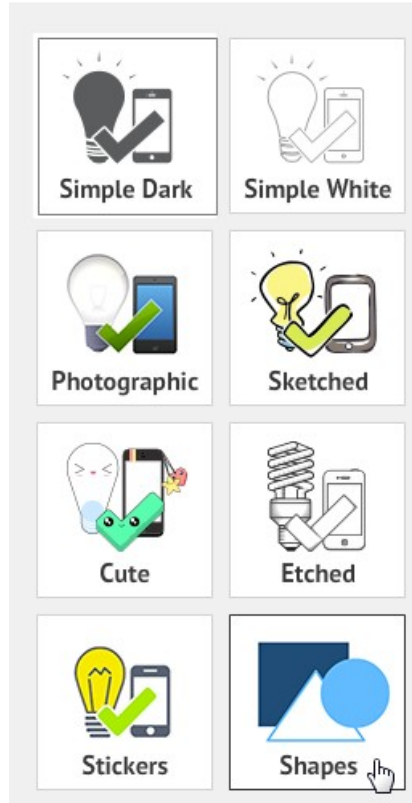 Simple Dark
Simple White
Photographic
Sketched
Cute
Etched
Stickers
Shapes